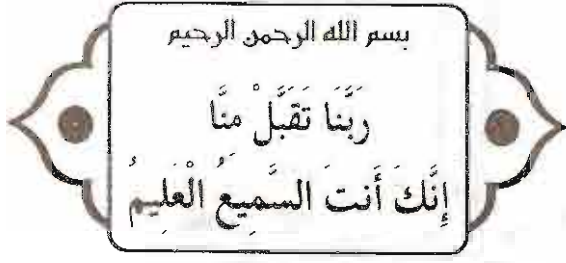 بسم الله الرحمن الرحيم
رَبَّنَا تَقَبَّلْ مِنَّا
إِنَّكَ أَنتَ السَّمِيعُ الْعَلِيمُ